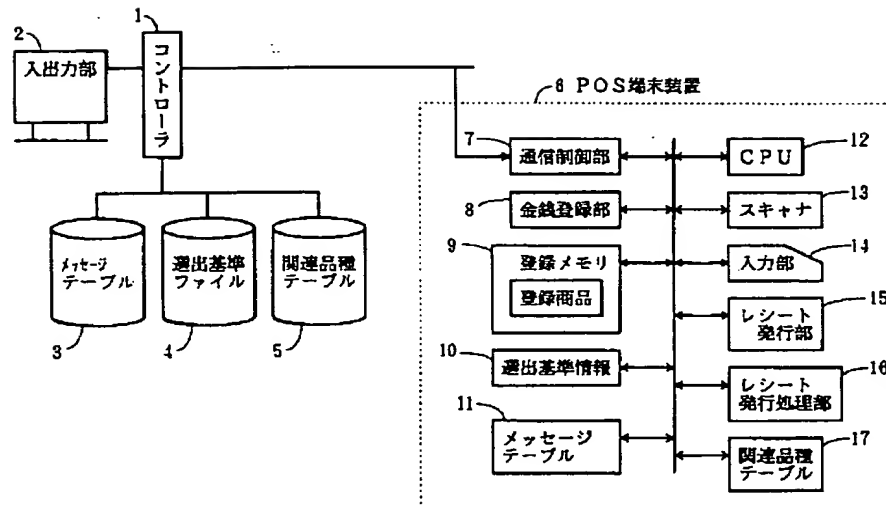 1
2
入出力部
コントローラ
メッセージ
テーブル
3
選出基準
ファイル
4
関連品種
テーブル
5
6 POS端末装置
7
通信制御部
8
金銭登録部
9
登録メモリ
登録商品
10
選出基準情報
11
メッセージ
テーブル
CPU
12
スキャナ
13
入力部
14
レシート
発行部
15
レシート
発行処理部
16
関連品種
テーブル
17